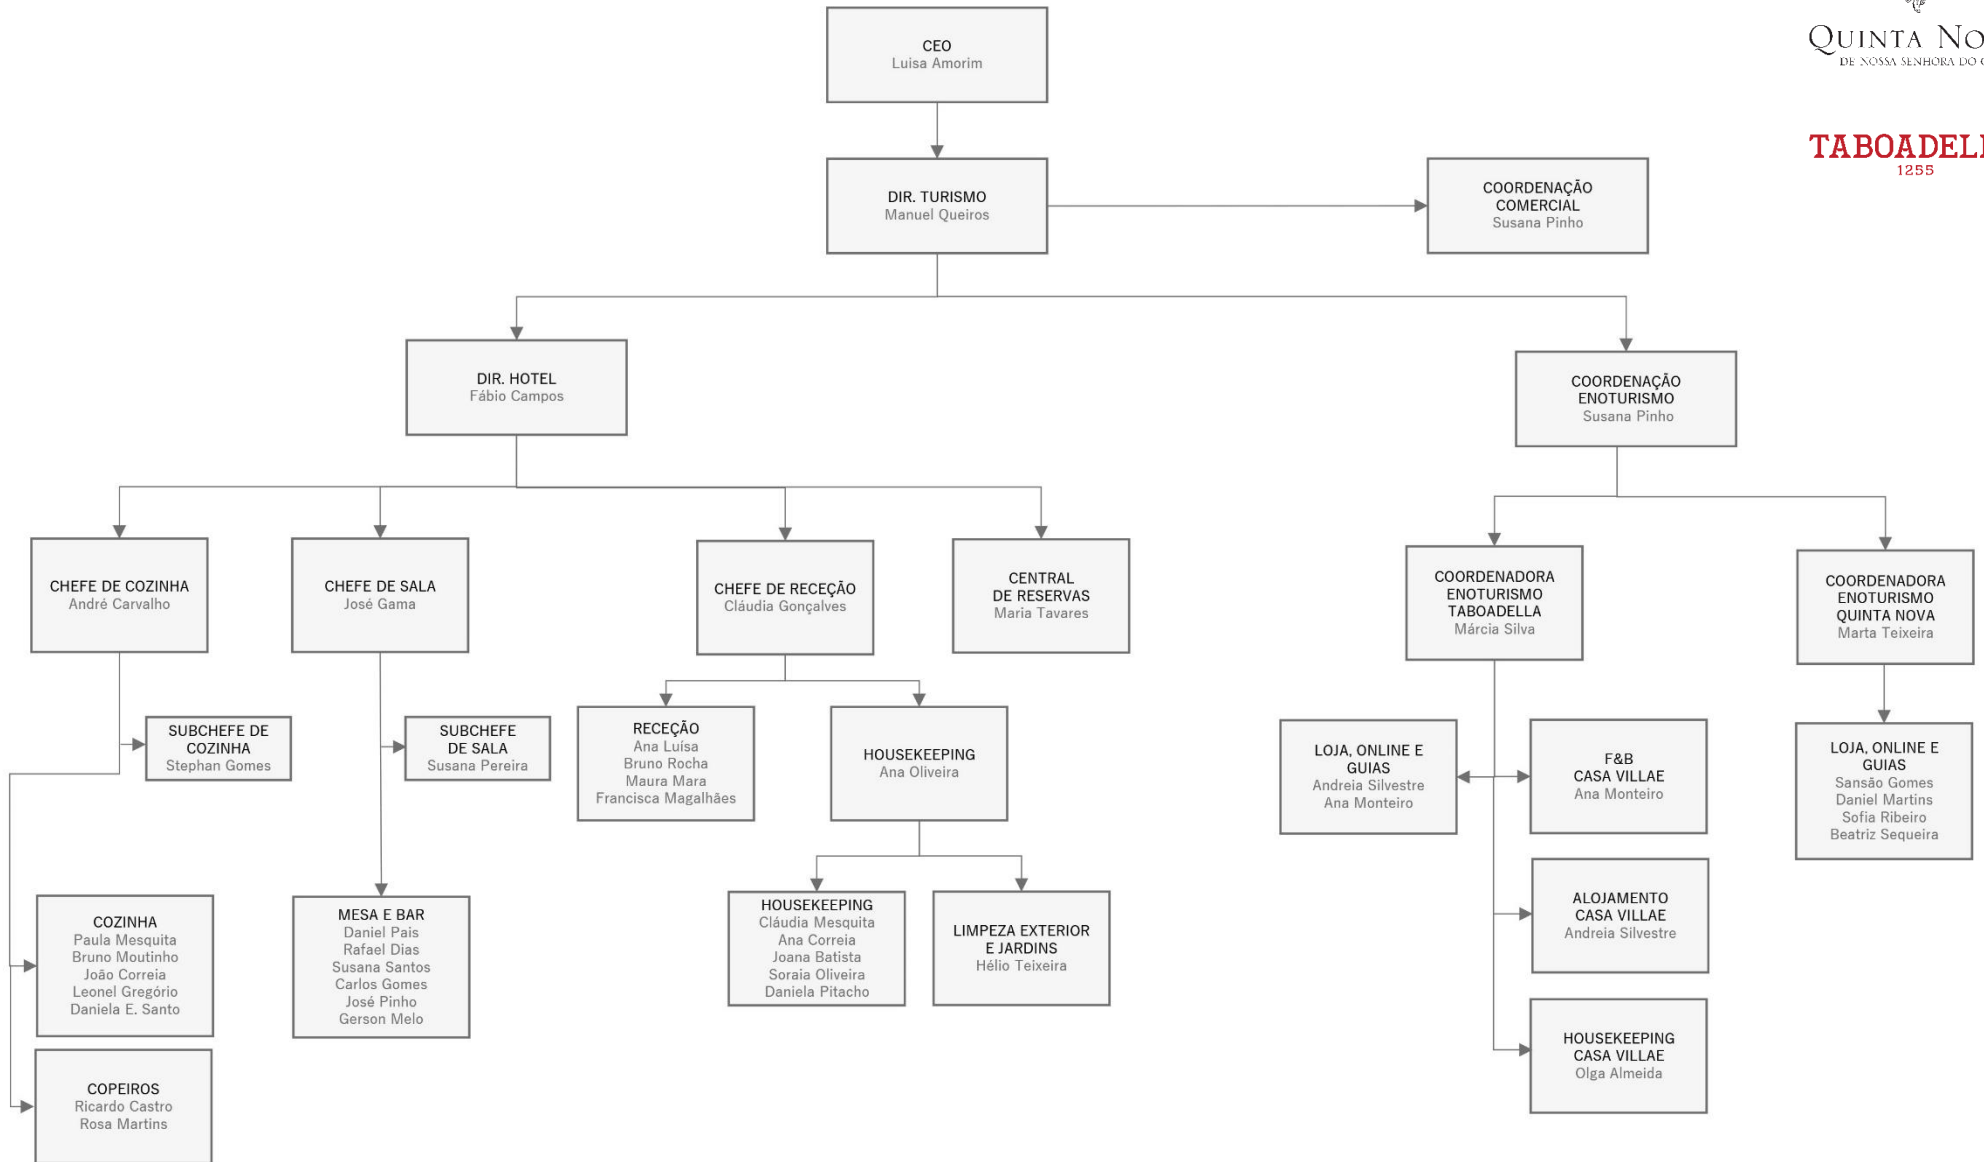 CEO
Luisa Amorim
QUINTA NO
DE NOSSA SENHORA DO
TABOADELL
1255
DIR. TURISMO
Manuel Queiros
COORDENAÇÃO
COMERCIAL
Susana Pinho
DIR. HOTEL
Fábio Campos
COORDENAÇÃO
ENOTURISMO
Susana Pinho
CHEFE DE COZINHA
André Carvalho
CHEFE DE SALA
José Gama
CHEFE DE RECEÇÃO
Cláudia Gonçalves
CENTRAL
DE RESERVAS
Maria Tavares
COORDENADORA
ENOTURISMO
TABOADELLA
Márcia Silva
COORDENADORA
ENOTURISMO
QUINTA NOVA
Marta Teixeira
SUBCHEFE DE
COZINHA
Stephan Gomes
SUBCHEFE
DE SALA
Susana Pereira
RECEÇÃO
Ana Luísa
Bruno Rocha
Maura Mara
Francisca Magalhães
HOUSEKEEPING
Ana Oliveira
LOJA, ONLINE E
GUIAS
Andreia Silvestre
Ana Monteiro
F&B
CASA VILLAE
Ana Monteiro
LOJA, ONLINE E
GUIAS
Sansão Gomes
Daniel Martins
Sofia Ribeiro
Beatriz Sequeira
COZINHA
Paula Mesquita
Bruno Moutinho
João Correia
Leonel Gregório
Daniela E. Santo
MESA E BAR
Daniel Pais
Rafael Dias
Susana Santos
Carlos Gomes
José Pinho
Gerson Melo
HOUSEKEEPING
Cláudia Mesquita
Ana Correia
Joana Batista
Soraia Oliveira
Daniela Pitacho
LIMPEZA EXTERIOR
E JARDINS
Hélio Teixeira
ALOJAMENTO
CASA VILLAE
Andreia Silvestre
HOUSEKEEPING
CASA VILLAE
Olga Almeida
COPEIROS
Ricardo Castro
Rosa Martins